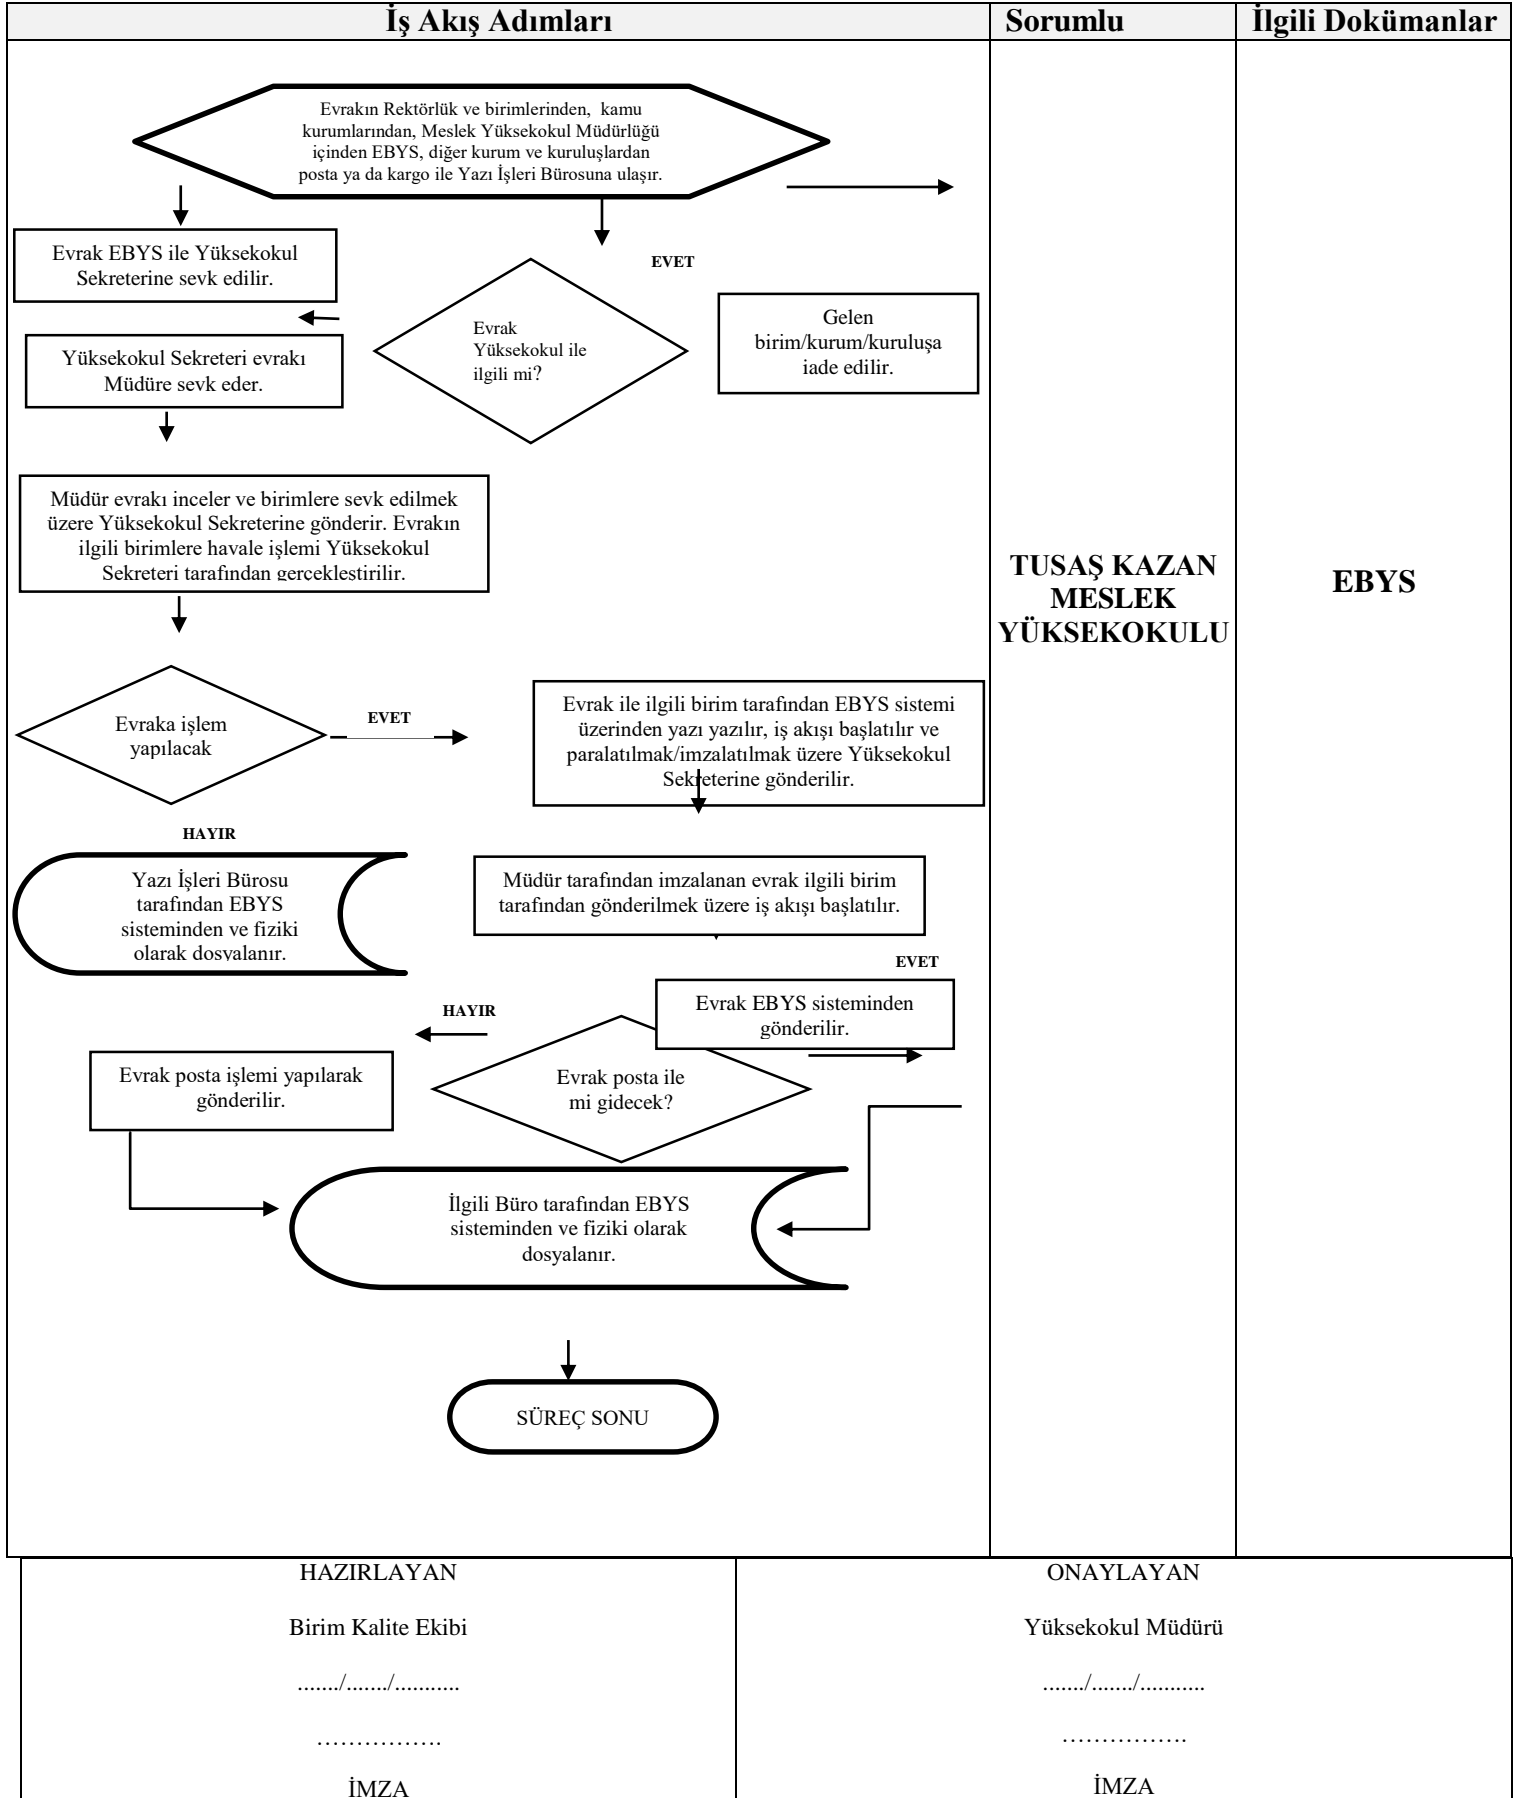 İş Akış Adımları
Sorumlu
İlgili Dokümanlar
Evrakın Rektörlük ve birimlerinden, kamu
kurumlarından, Meslek Yüksekokul Müdürlüğü
içinden EBYS, diğer kurum ve kuruluşlardan
posta ya da kargo ile Yazı İşleri Bürosuna ulaşır.
Evrak EBYS ile Yüksekokul
Sekreterine sevk edilir.
EVET
Evrak
Yüksekokul ile
ilgili mi?
Gelen
birim/kurum/kuruluşa
iade edilir.
Yüksekokul Sekreteri evrakı
Müdüre sevk eder.
Müdür evrakı inceler ve birimlere sevk edilmek
üzere Yüksekokul Sekreterine gönderir. Evrakın
ilgili birimlere havale işlemi Yüksekokul
Sekreteri tarafından gerçekleştirilir.
TUSAŞ KAZAN
MESLEK
YÜKSEKOKULU
EBYS
Evraka işlem
yapılacak
EVET
Evrak ile ilgili birim tarafından EBYS sistemi
üzerinden yazı yazılır, iş akışı başlatılır ve
paralatılmak/imzalatılmak üzere Yüksekokul
Sekreterine gönderilir.
HAYIR
Yazı İşleri Bürosu
tarafından EBYS
sisteminden ve fiziki
olarak dosyalanır.
Müdür tarafından imzalanan evrak ilgili birim
tarafından gönderilmek üzere iş akışı başlatılır.
EVET
Evrak EBYS sisteminden
gönderilir.
HAYIR
Evrak posta işlemi yapılarak
gönderilir.
Evrak posta ile
mi gidecek?
İlgili Büro tarafından EBYS
sisteminden ve fiziki olarak
dosyalanır.
SÜREÇ SONU
HAZIRLAYAN
Birim Kalite Ekibi
......./......./...........
…………….
İMZA
ONAYLAYAN
Yüksekokul Müdürü
......./......./...........
…………….
İMZA